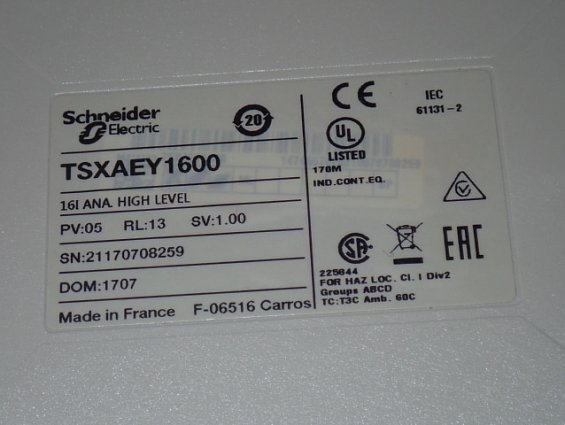 Schneider
Electric
20
TSXAEY1600
16I ANA. HIGH LEVEL
PV:05 RL:13 SV:1.00
SN:21170708259
DOM:1707
Made in France F-06516 Carros
CE
IEC
61131-2
UL
LISTED
176M
IND.CONT.EQ.
SA
EAC
225844
FOR HAZ LOC. Cl. I Div2
Groups ABCD
TC:T3C Amb. 60C